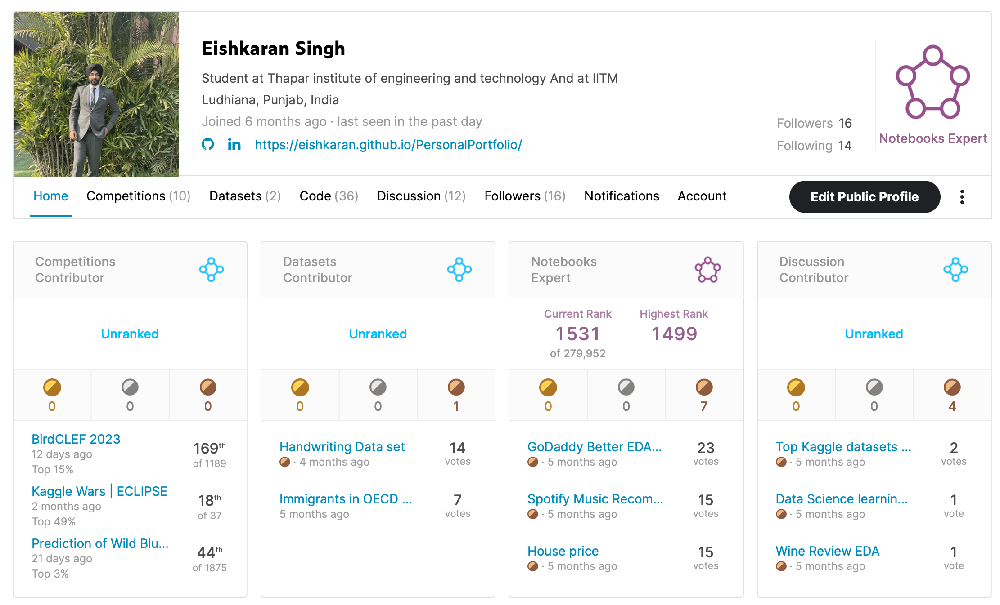 Eishkaran Singh
Student at Thapar institute of engineering and technology And at IITM
Ludhiana, Punjab, India
Joined 6 months ago · last seen in the past day
in https://eishkaran.github.io/PersonalPortfolio/
Followers 16
Following 14
Notebooks Expert
Home Competitions (10) Datasets (2) Code (36) Discussion (12) Followers (16) Notifications Account Edit Public Profile
Competitions
Contributor
Unranked
0 0 0
BirdCLEF 2023
12 days ago
Top 15%
169th
of 1189
Kaggle Wars | ECLIPSE
2 months ago
Top 49%
18th
of 37
Prediction of Wild Blu...
21 days ago
Top 3%
44th
of 1875
Datasets
Contributor
Unranked
0 0 1
Handwriting Data set
· 4 months ago
14
votes
Immigrants in OECD ...
5 months ago
7
votes
Notebooks
Expert
Current Rank
1531
of 279,952
Highest Rank
1499
0 0 7
GoDaddy Better EDA...
· 5 months ago
23
votes
Spotify Music Recom...
· 5 months ago
15
votes
House price
· 5 months ago
15
votes
Discussion
Contributor
Unranked
0 0 4
Top Kaggle datasets ...
· 5 months ago
2
votes
Data Science learnin...
· 5 months ago
1
vote
Wine Review EDA
· 5 months ago
1
vote